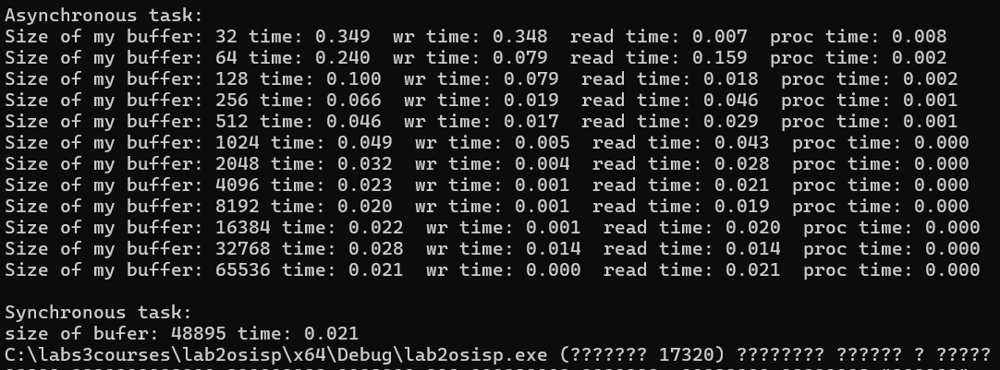 Asynchronous task:
Size of my buffer: 32 time: 0.349  wr time: 0.348  read time: 0.007  proc time: 0.008
Size of my buffer: 64 time: 0.240  wr time: 0.079  read time: 0.159  proc time: 0.002
Size of my buffer: 128 time: 0.100  wr time: 0.079  read time: 0.018  proc time: 0.002
Size of my buffer: 256 time: 0.066  wr time: 0.019  read time: 0.046  proc time: 0.001
Size of my buffer: 512 time: 0.046  wr time: 0.017  read time: 0.029  proc time: 0.001
Size of my buffer: 1024 time: 0.049  wr time: 0.005  read time: 0.043  proc time: 0.000
Size of my buffer: 2048 time: 0.032  wr time: 0.004  read time: 0.028  proc time: 0.000
Size of my buffer: 4096 time: 0.023  wr time: 0.001  read time: 0.021  proc time: 0.000
Size of my buffer: 8192 time: 0.020  wr time: 0.001  read time: 0.019  proc time: 0.000
Size of my buffer: 16384 time: 0.022  wr time: 0.001  read time: 0.020  proc time: 0.000
Size of my buffer: 32768 time: 0.028  wr time: 0.014  read time: 0.014  proc time: 0.000
Size of my buffer: 65536 time: 0.021  wr time: 0.000  read time: 0.021  proc time: 0.000
Synchronous task:
size of bufer: 48895 time: 0.021
C:\labs3courses\lab2osisp\x64\Debug\lab2osisp.exe (??????? 17320) ???????? ?????? ? ?????